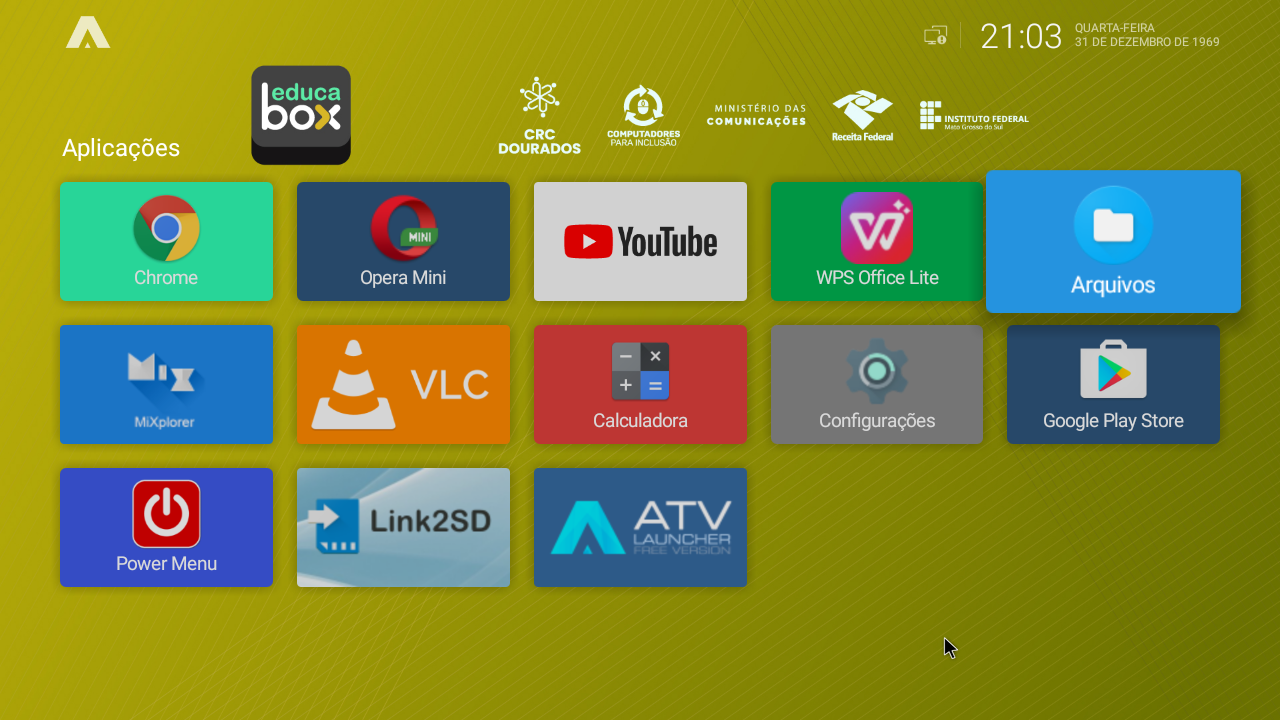 21:03
QUARTA-FEIRA
31 DE DEZEMBRO DE 1969
educa
box
CRC
DOURADOS
COMPUTADORES
PARA INCLUSÃO
MINISTÉRIO DAS
COMUNICAÇÕES
Receita Federal
INSTITUTO FEDERAL
Mato Grosso do Sul
Aplicações
Chrome
MINI
Opera Mini
YouTube
WPS Office Lite
Arquivos
MiX
MiXplorer
VLC
Calculadora
Configurações
Google Play Store
Power Menu
Link2SD
ATV
LAUNCHER
FREE VERSION